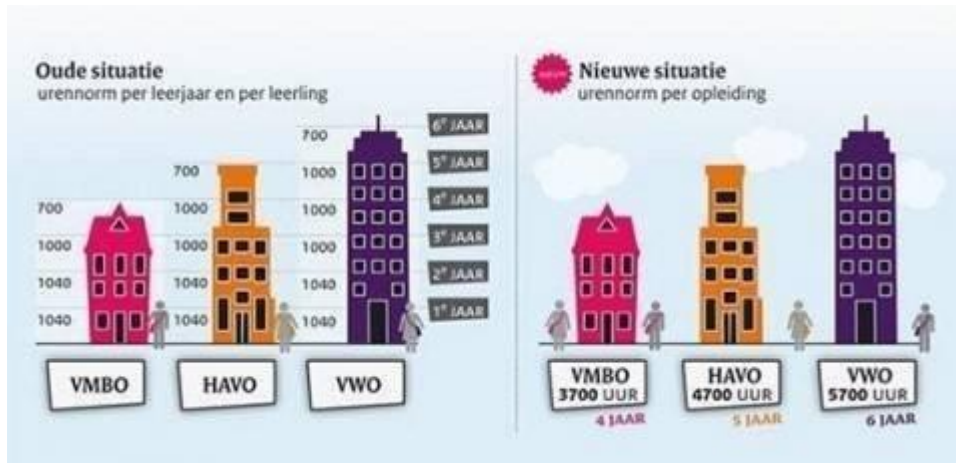 Oude situatie
urennorm per leerjaar en per leerling
700
1000
1040
1040
VMBO
700
1000
1000
1040
1040
HAVO
700
1000
1000
1000
1040
1040
VWO
6e JAAR
5e JAAR
4e JAAR
3e JAAR
2e JAAR
1e JAAR
Nieuwe situatie
urennorm per opleiding
VMBO
3700 UUR
4 JAAR
HAVO
4700 UUR
5 JAAR
VWO
5700 UUR
6 JAAR